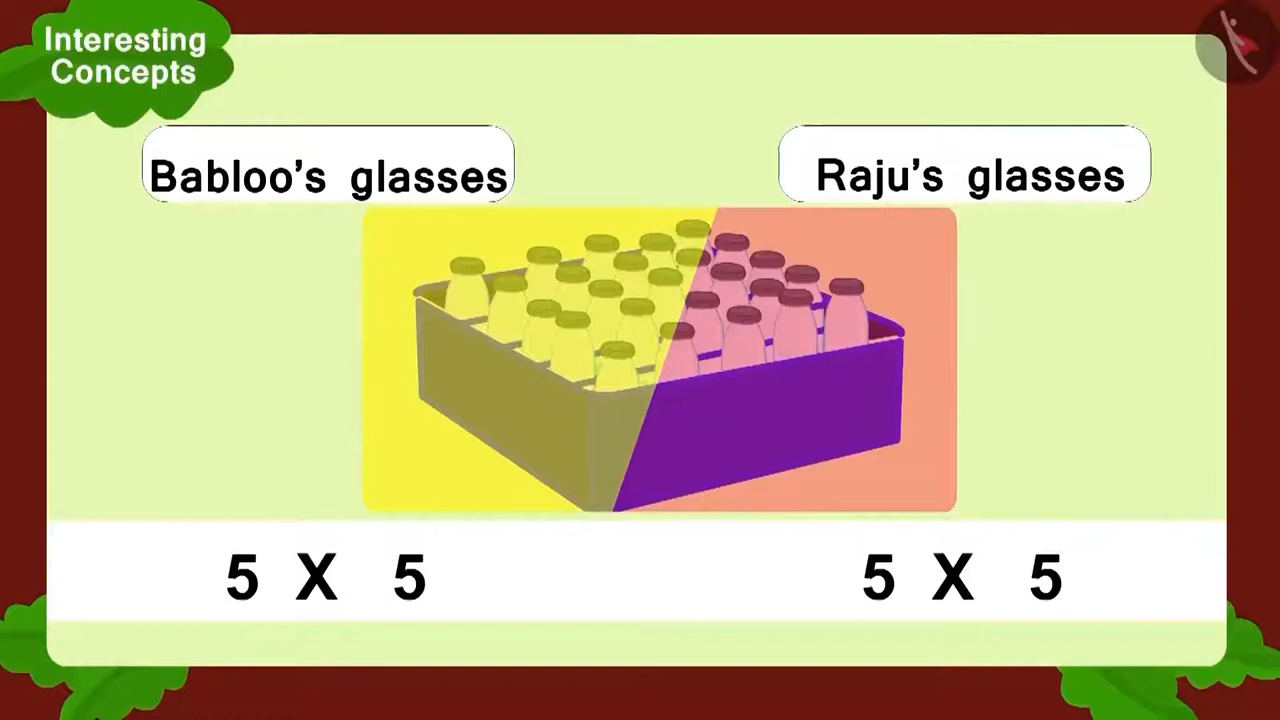 Interesting
Concepts
Babloo's glasses
Raju's glasses
5 X 5
5 X 5